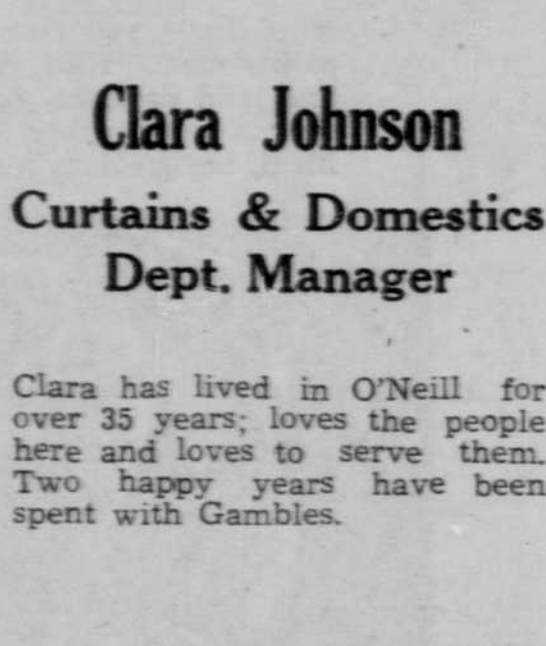 Clara Johnson
Curtains & Domestics
Dept. Manager
Clara has lived in O'Neill for
over 35 years; loves the people
here and loves to serve them.
Two happy years have been
spent with Gambles.